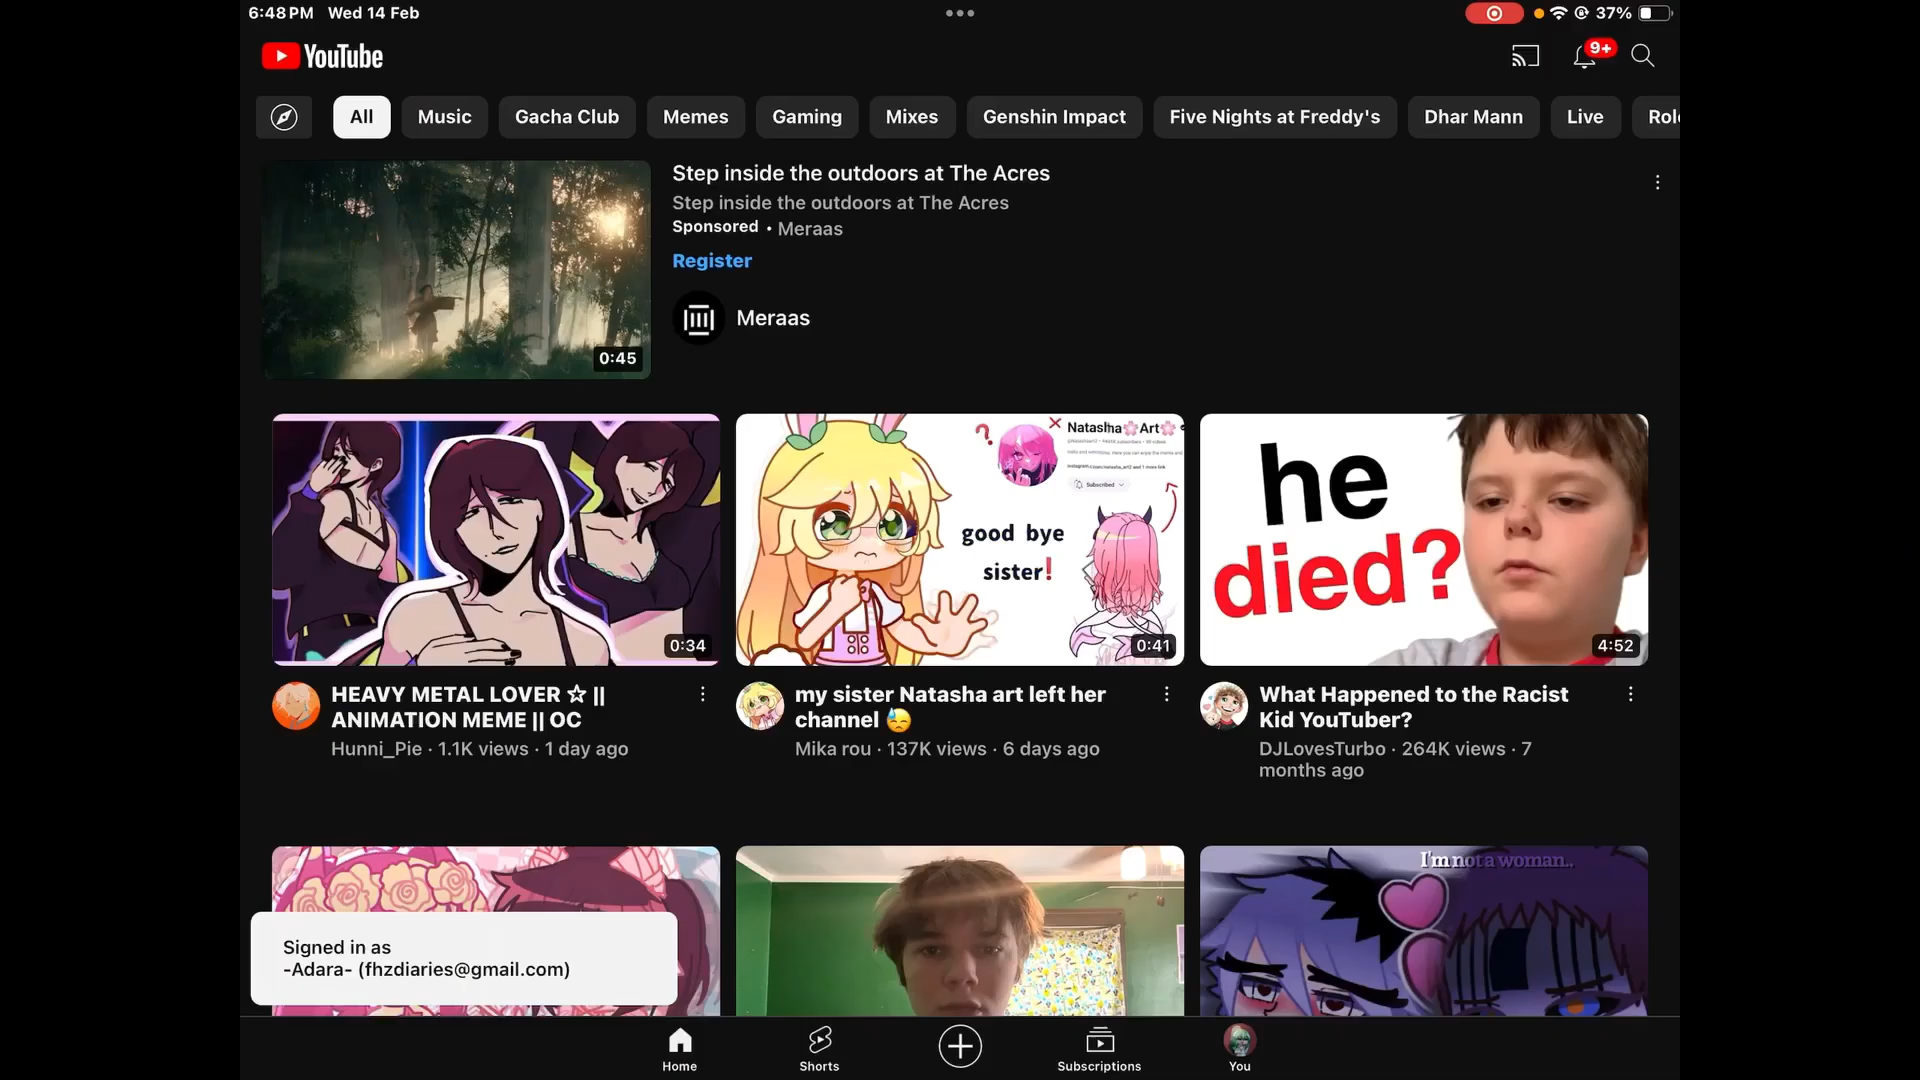 6:48 PM Wed 14 Feb
37%
YouTube
9+
All
Music
Gacha Club
Memes
Gaming
Mixes
Genshin Impact
Five Nights at Freddy's
Dhar Mann
Live
Step inside the outdoors at The Acres
Step inside the outdoors at The Acres
Sponsored • Meraas
Register
Meraas
0:45
Natasha🌸Art🌸
Subscribed
good bye
sister!
he
died?
0:34
0:41
4:52
HEAVY METAL LOVER ☆ ||
ANIMATION MEME || OC
Hunni_Pie · 1.1K views · 1 day ago
my sister Natasha art left her
channel 😓
Mika rou · 137K views · 6 days ago
What Happened to the Racist
Kid YouTuber?
DJLovesTurbo · 264K views · 7
months ago
I'm not a woman..
Signed in as
-Adara- (fhzdiaries@gmail.com)
Home
Shorts
Subscriptions
You